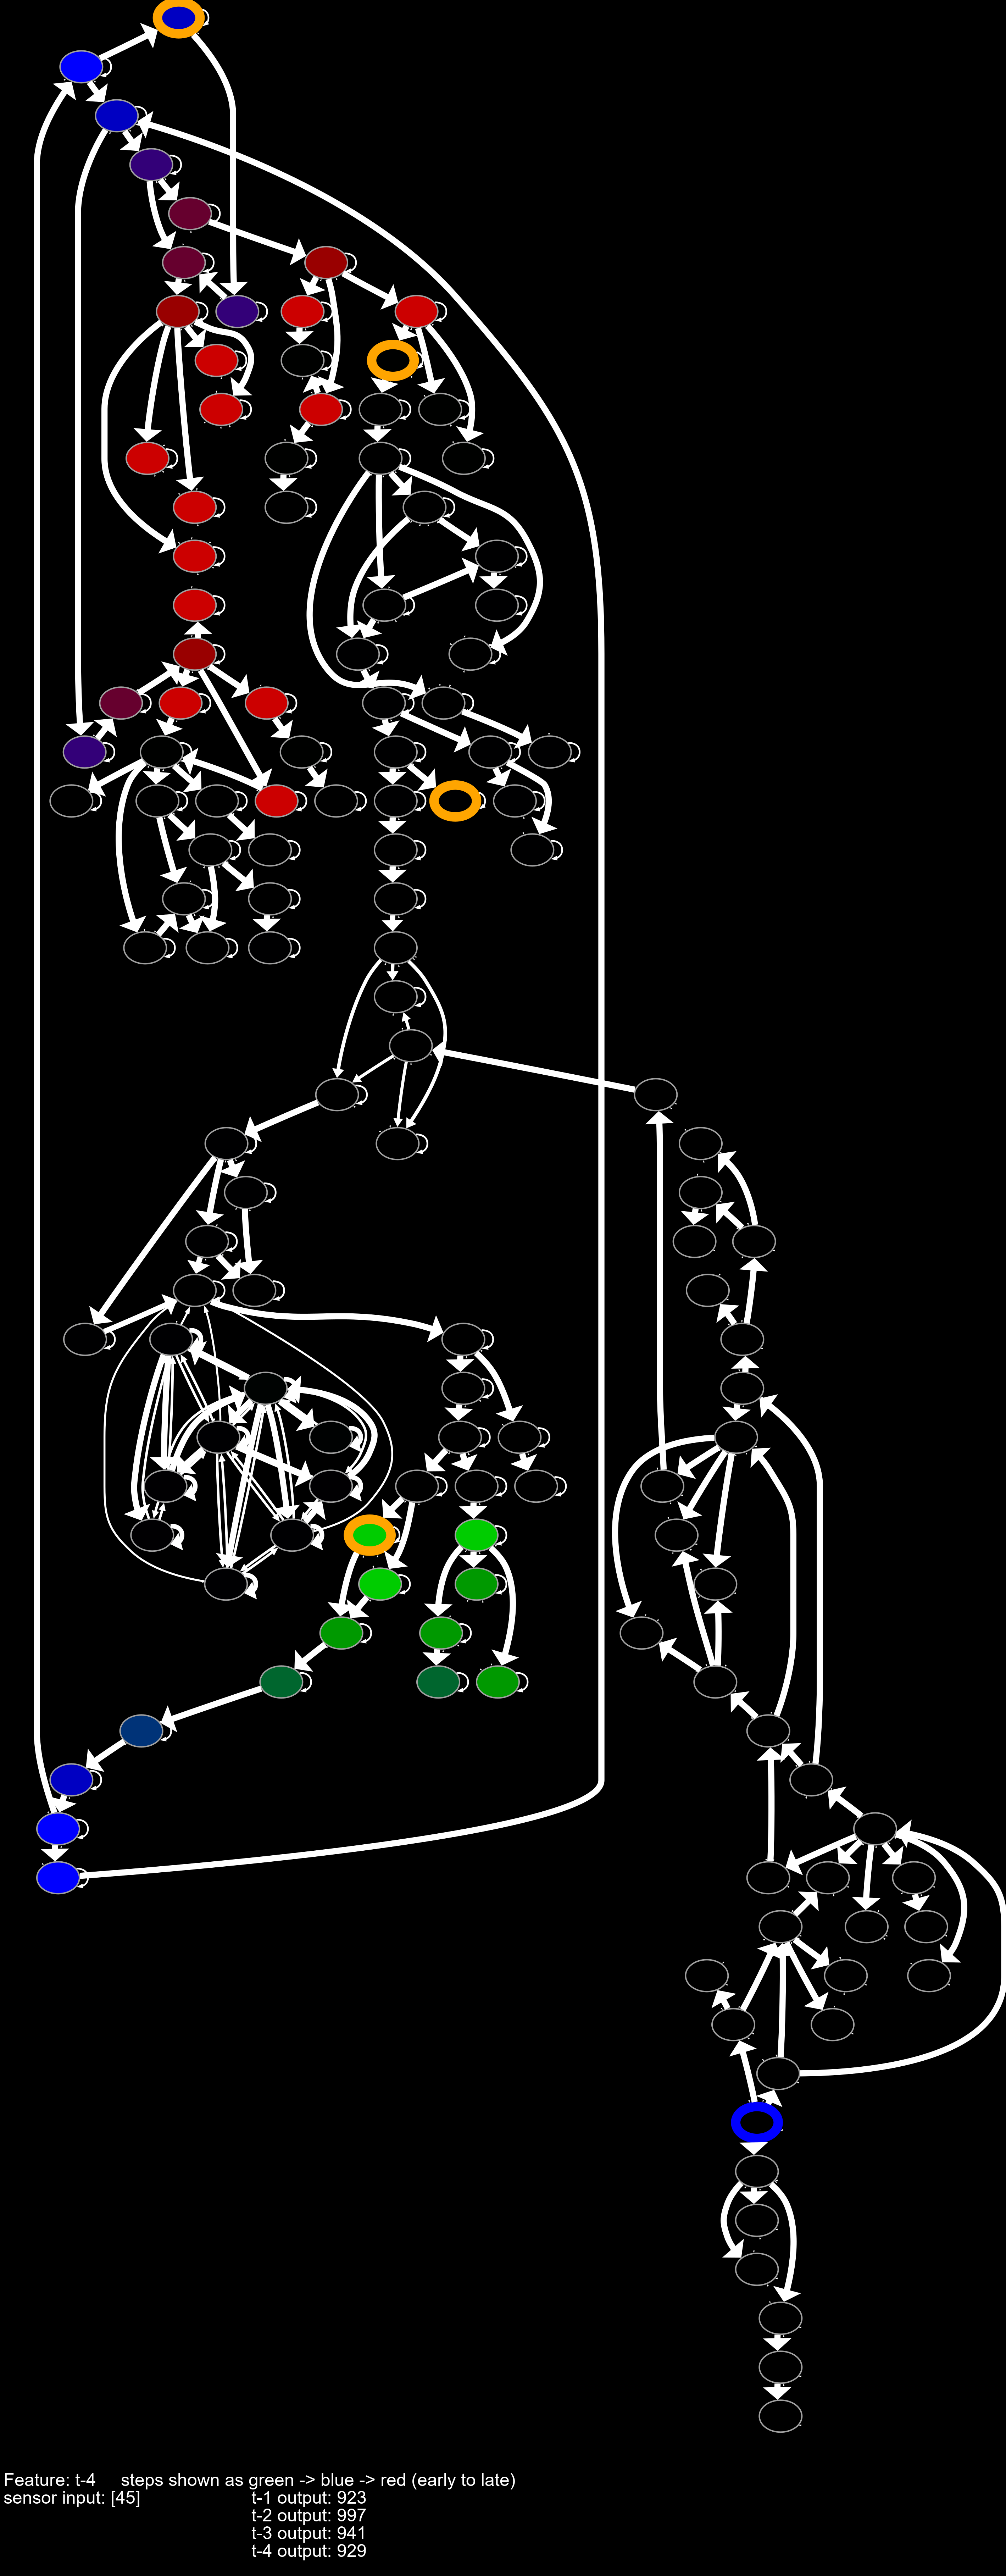 Feature: t-4 steps shown as green -> blue -> red (early to late)
sensor input: [45] t-1 output: 923
t-2 output: 997
t-3 output: 941
t-4 output: 929